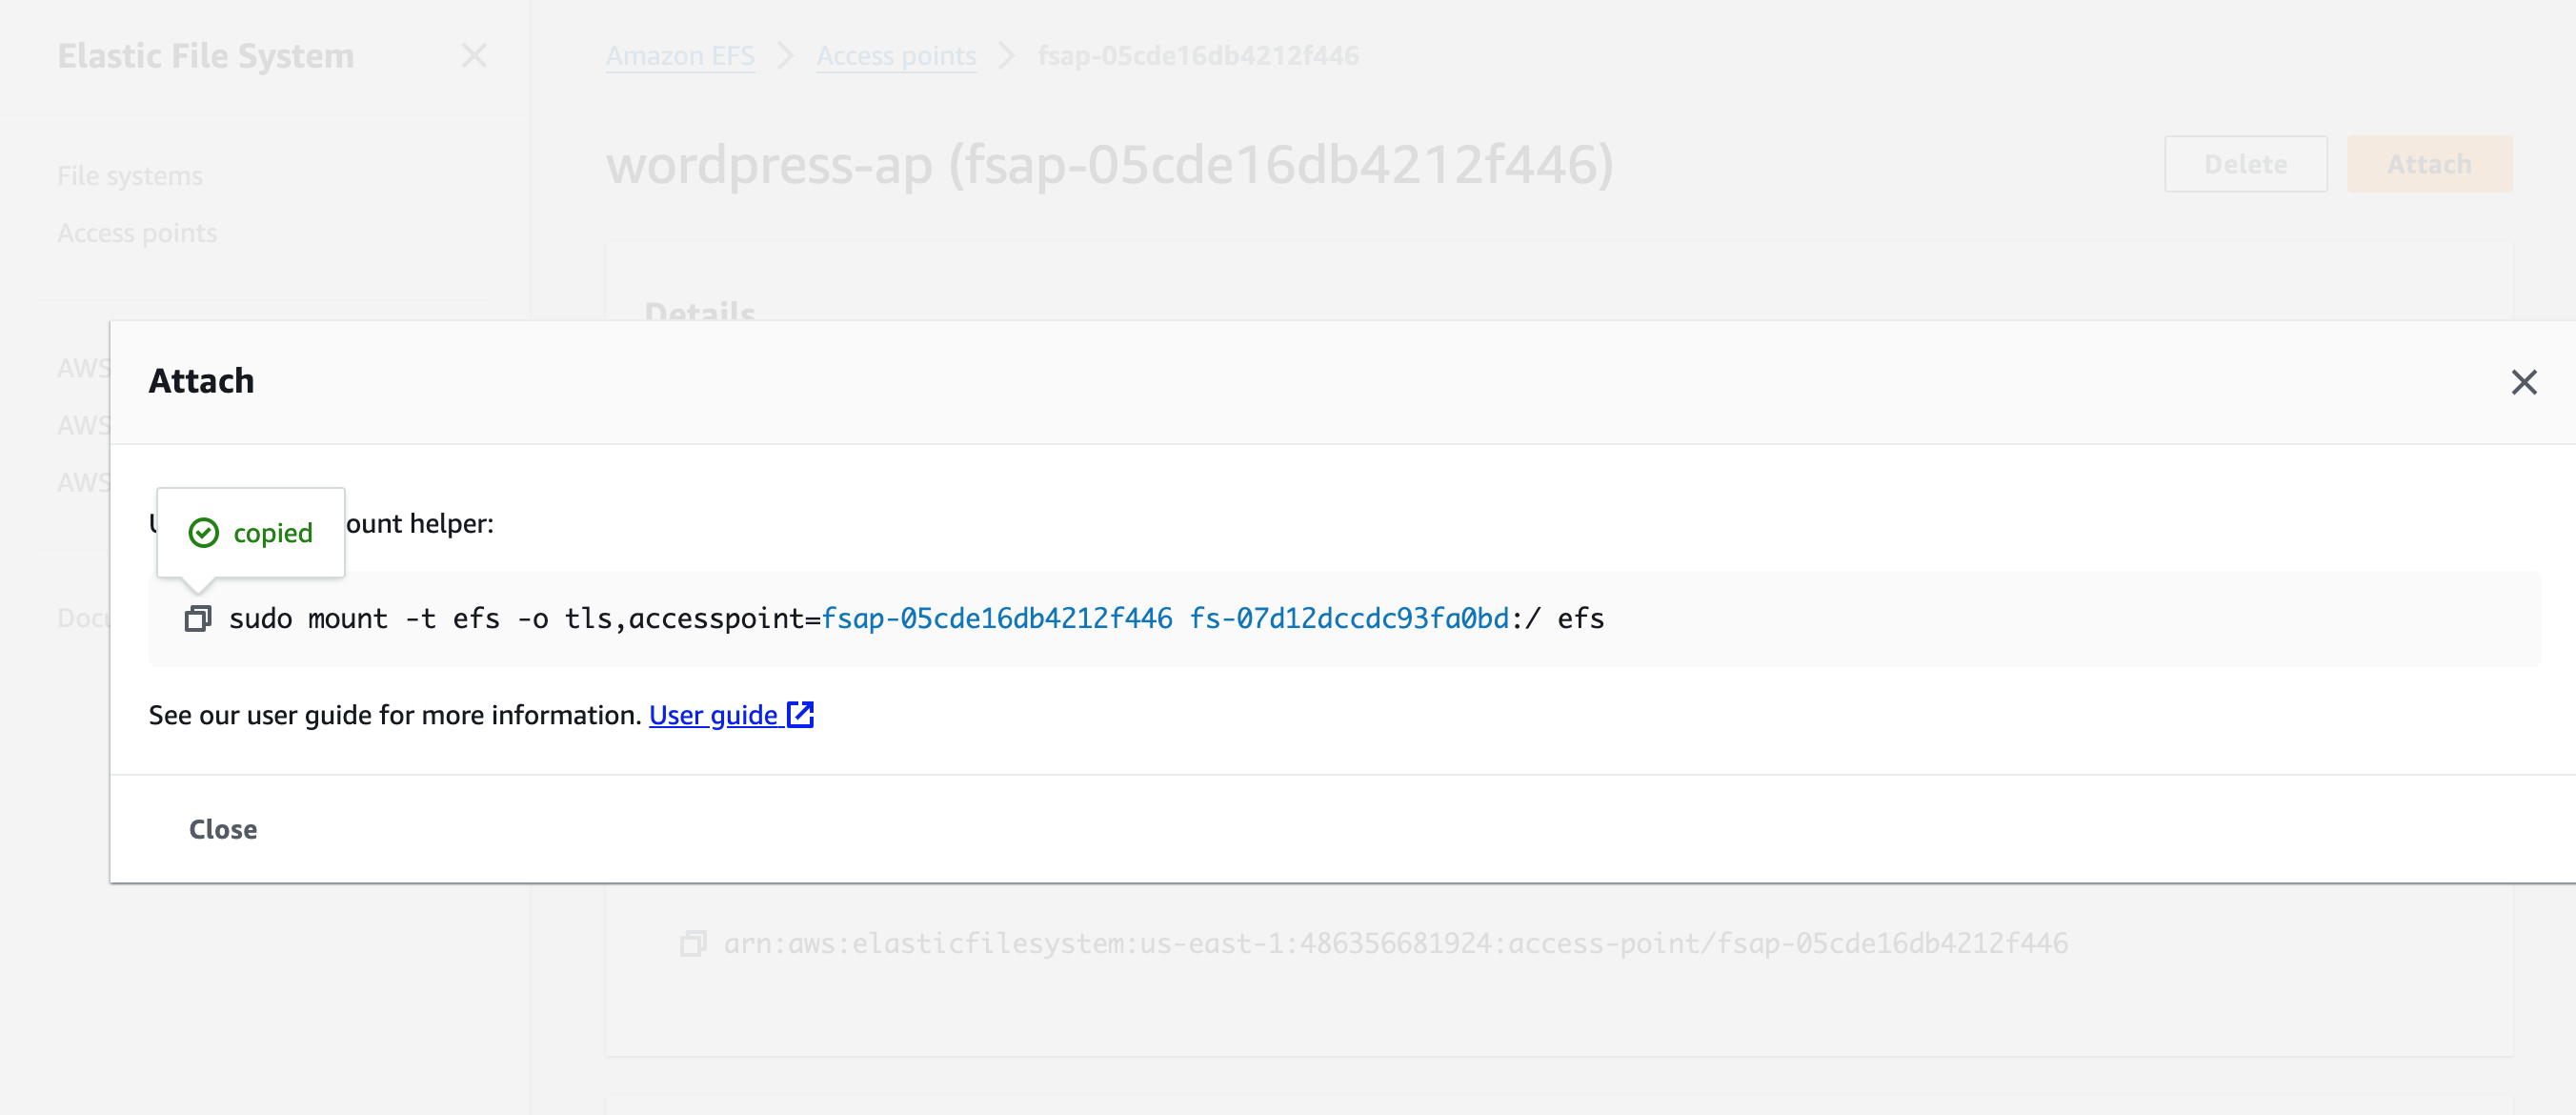 Elastic File System
Amazon EFS
Access points
fsap-05cde16db4212f446
File systems
Access points
wordpress-ap (fsap-05cde16db4212f446)
Delete
Attach
Details
AWS
AWS
AWS
Attach
copied
ount helper:
sudo mount -t efs -o tls,accesspoint=fsap-05cde16db4212f446 fs-07d12dccdc93fa0bd:/ efs
See our user guide for more information. User guide
Close
arn:aws:elasticfilesystem:us-east-1:486356681924:access-point/fsap-05cde16db4212f446